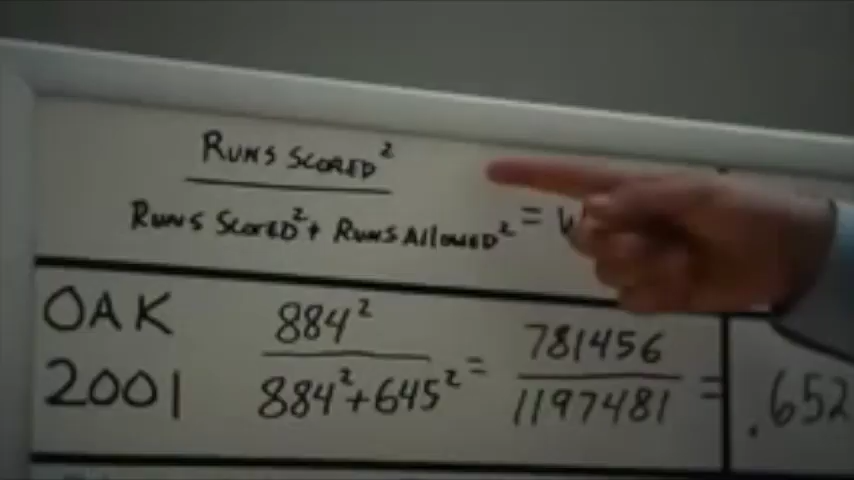 RUNS SCORED²
RUNS SCORED² + RUNS ALLOWED² = W
OAK
2001
884²
884² + 645²
=
781456
1197481
=
.652